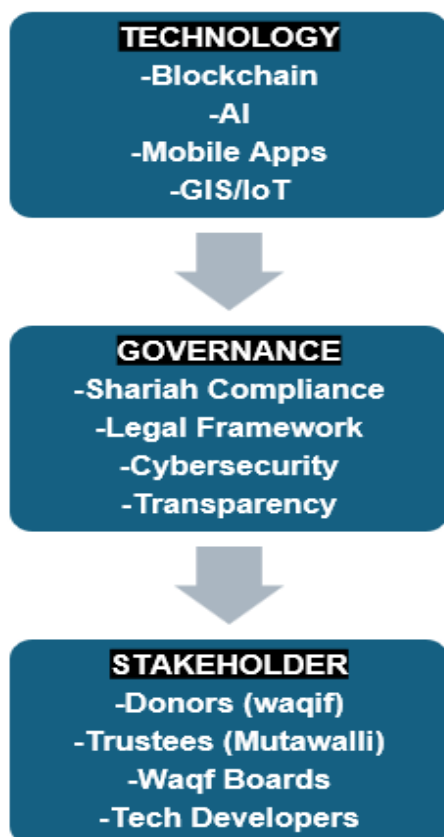 TECHNOLOGY
-Blockchain
-AI
-Mobile Apps
-GIS/IoT
GOVERNANCE
-Shariah Compliance
-Legal Framework
-Cybersecurity
-Transparency
STAKEHOLDER
-Donors (waqif)
-Trustees (Mutawalli)
-Waqf Boards
-Tech Developers